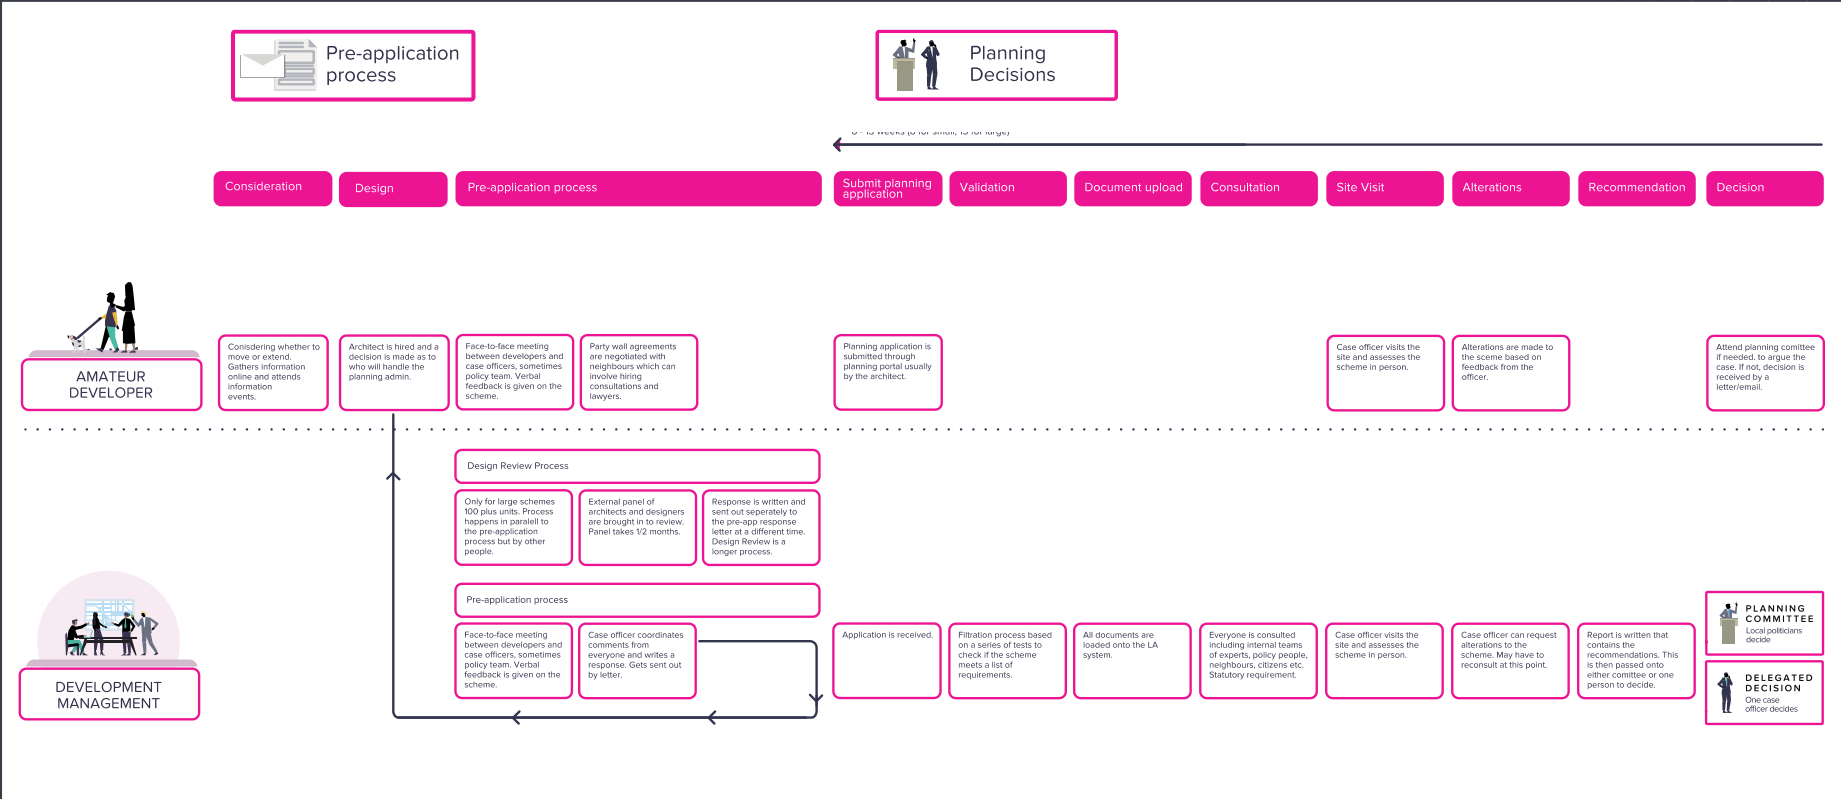 Pre-application
process
Planning
Decisions
8 - 13 weeks (8 for small, 13 for large)
Consideration
Design
Pre-application process
Submit planning
application
Validation
Document upload
Consultation
Site Visit
Alterations
Recommendation
Decision
AMATEUR
DEVELOPER
Conisdering whether to
move or extend.
Gathers information
online and attends
information
events.
Architect is hired and a
decision is made as to
who will handle the
planning admin.
Face-to-face meeting
between developers and
case officers, sometimes
policy team. Verbal
feedback is given on the
scheme.
Party wall agreements
are negotiated with
neighbours which can
involve hiring
consultations and
lawyers.
Planning application is
submitted through
planning portal usually
by the architect.
Case officer visits the
site and assesses the
scheme in person.
Alterations are made to
the sceme based on
feedback from the
officer.
Attend planning comittee
if needed. to argue the
case. If not, decision is
received by a
letter/email.
Design Review Process
Only for large schemes
100 plus units. Process
happens in paralell to
the pre-application
process but by other
people.
External panel of
architects and designers
are brought in to review.
Panel takes 1/2 months.
Response is written and
sent out seperately to
the pre-app response
letter at a different time.
Design Review is a
longer process.
Pre-application process
DEVELOPMENT
MANAGEMENT
Face-to-face meeting
between developers and
case officers, sometimes
policy team. Verbal
feedback is given on the
scheme.
Case officer coordinates
comments from
everyone and writes a
response. Gets sent out
by letter.
Application is received.
Filtration process based
on a series of tests to
check if the scheme
meets a list of
requirements.
All documents are
loaded onto the LA
system.
Everyone is consulted
including internal teams
of experts, policy people,
neighbours, citizens etc.
Statutory requirement.
Case officer visits the
site and assesses the
scheme in person.
Case officer can request
alterations to the
scheme. May have to
reconsult at this point.
Report is written that
contains the
recommendations. This
is then passed onto
either comittee or one
person to decide.
PLANNING
COMMITTEE
Local politicians
decide
DELEGATED
DECISION
One case
officer decides